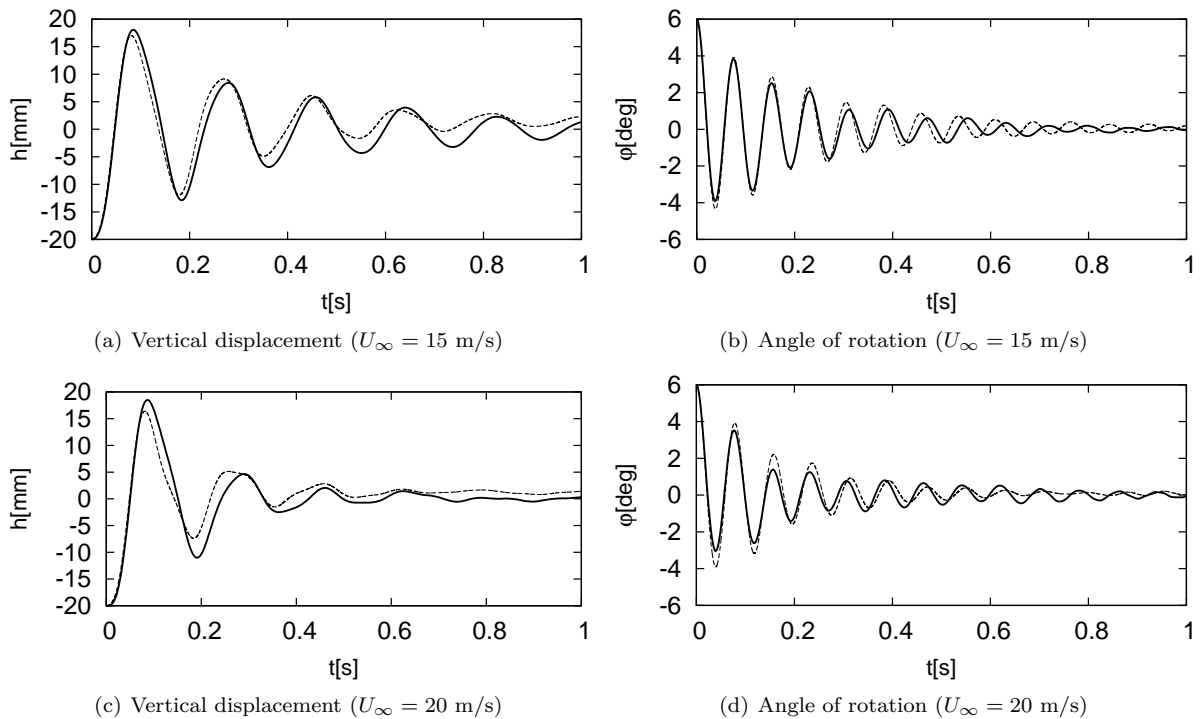 20
15
10
5
0
-5
-10
-15
-20
h[mm]
0 0.2 0.4 0.6 0.8 1
t[s]
(a) Vertical displacement (U∞ = 15 m/s)
6
4
2
0
-2
-4
-6
φ[deg]
0 0.2 0.4 0.6 0.8 1
t[s]
(b) Angle of rotation (U∞ = 15 m/s)
20
15
10
5
0
-5
-10
-15
-20
h[mm]
0 0.2 0.4 0.6 0.8 1
t[s]
(c) Vertical displacement (U∞ = 20 m/s)
6
4
2
0
-2
-4
-6
φ[deg]
0 0.2 0.4 0.6 0.8 1
t[s]
(d) Angle of rotation (U∞ = 20 m/s)